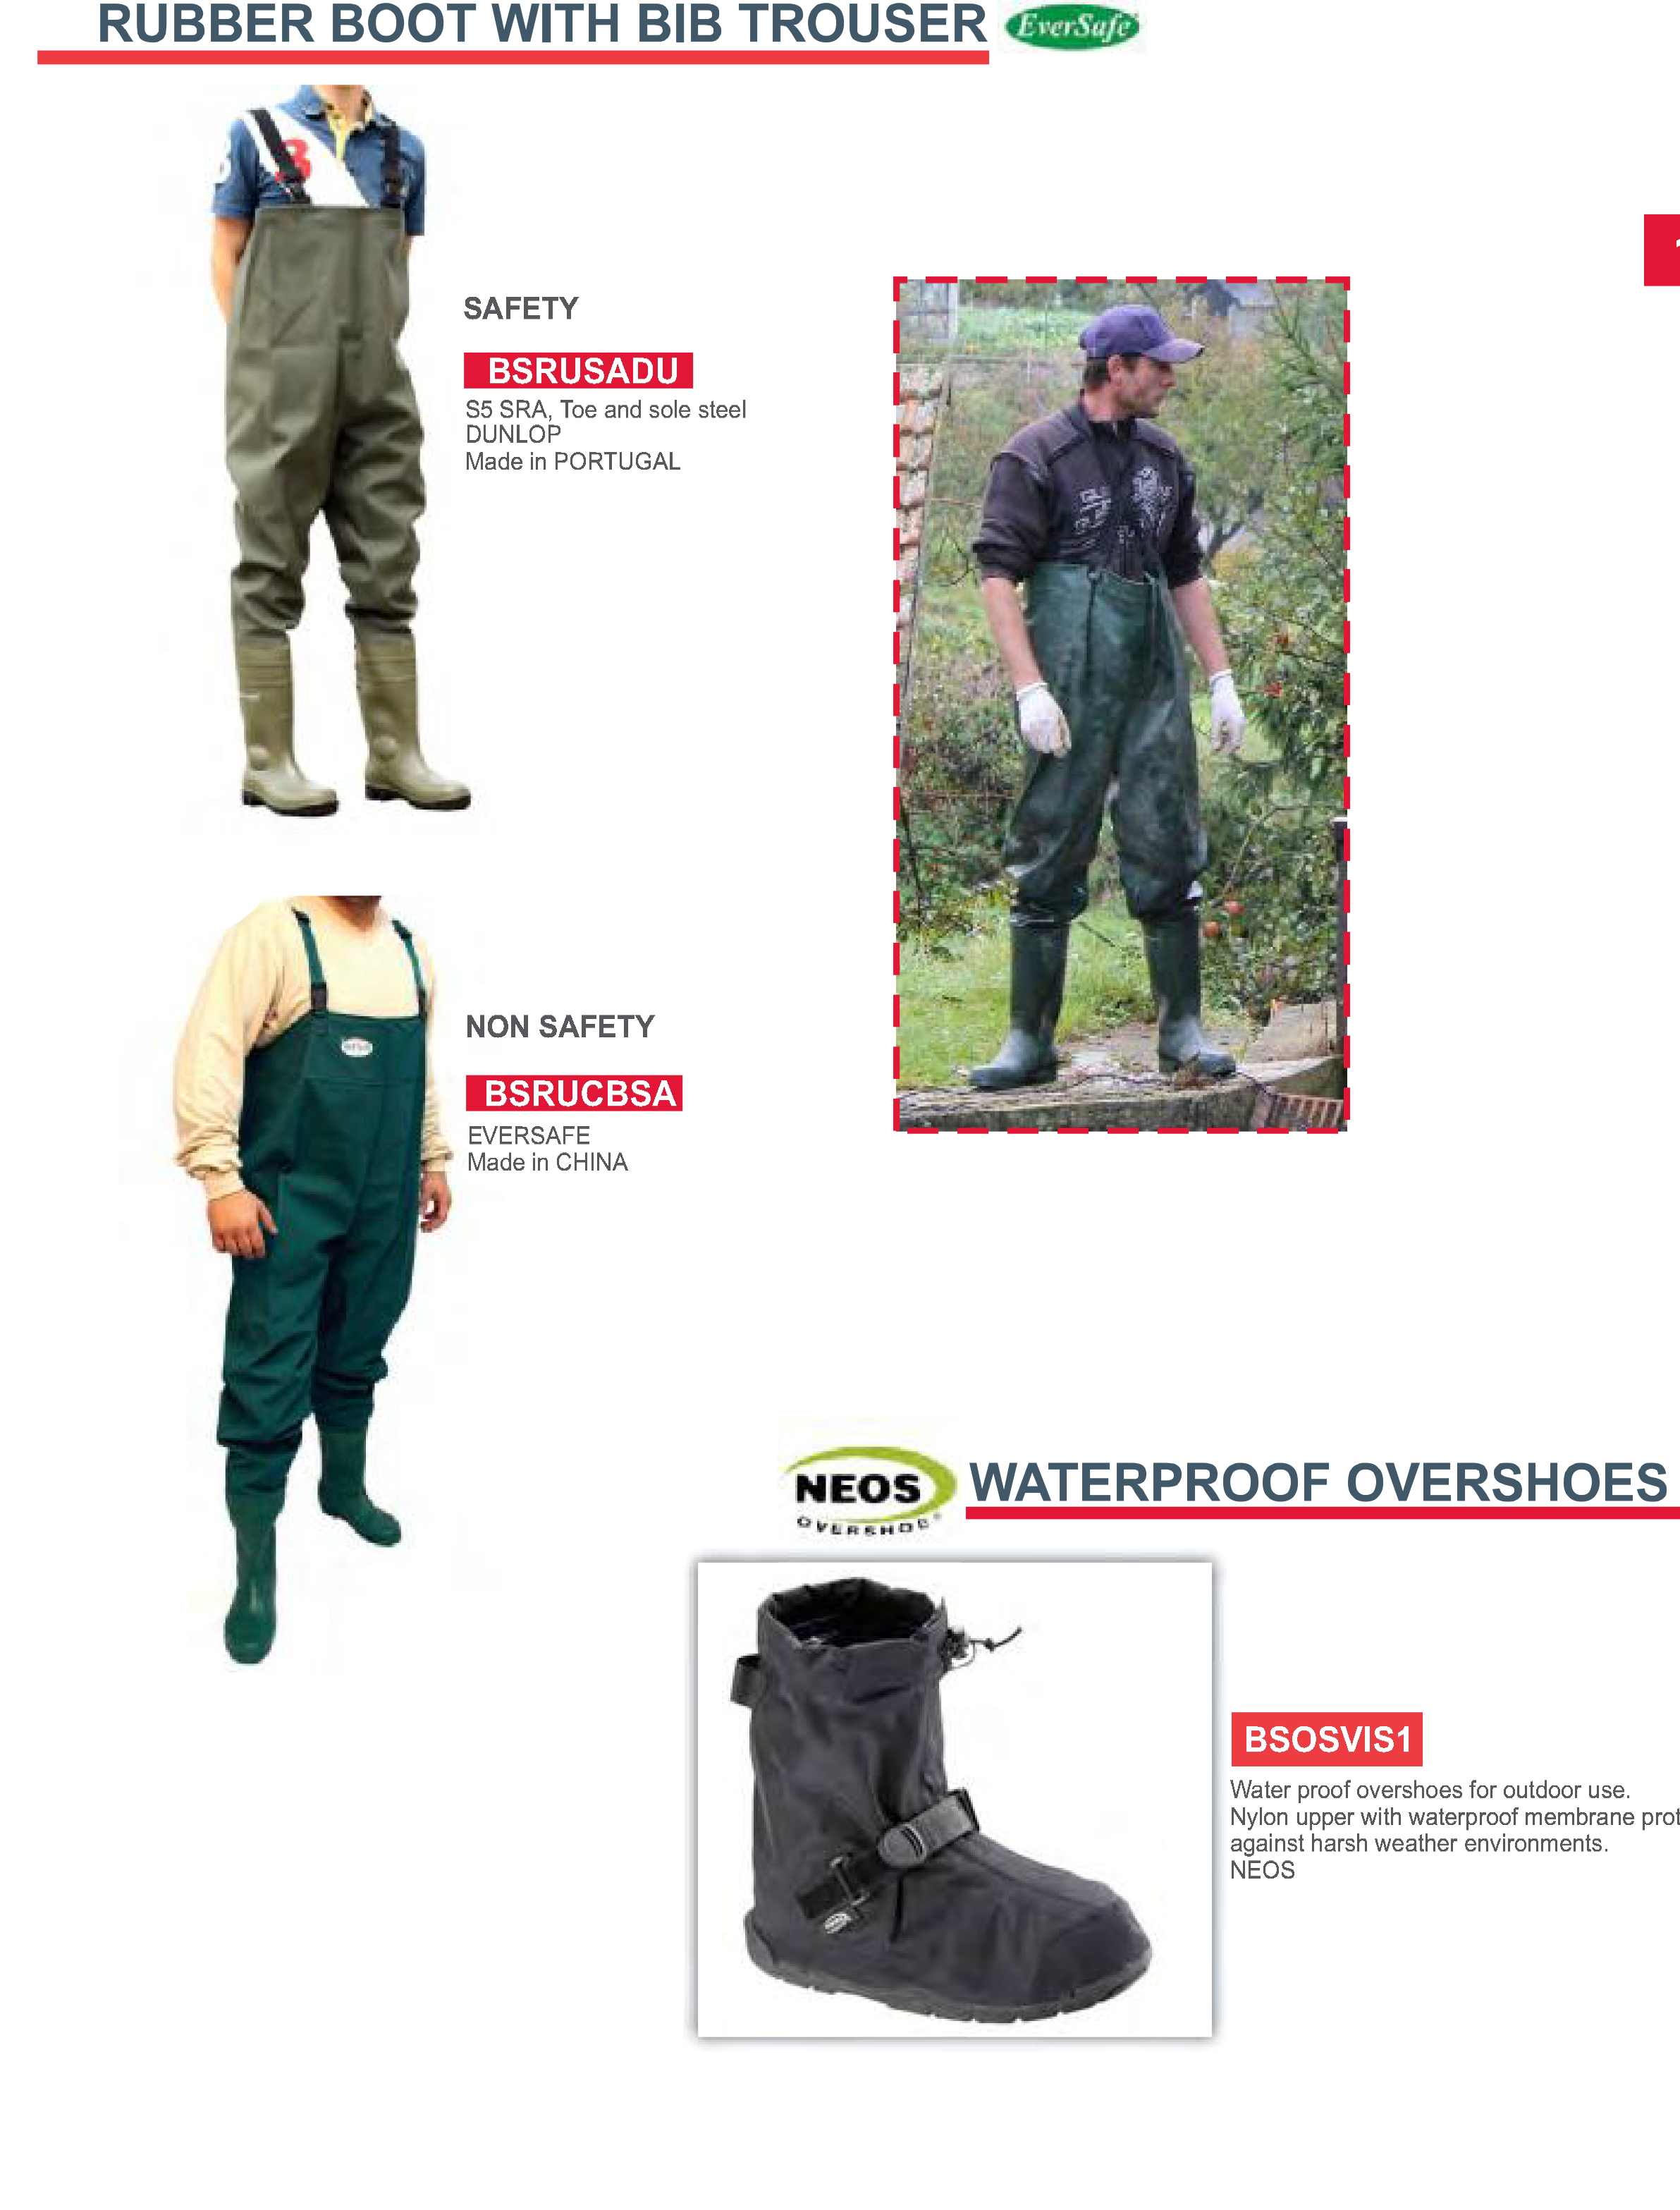 RUBBER BOOT WITH BIB TROUSER
EverSafe
SAFETY
BSRUSADU
S5 SRA, Toe and sole steel
DUNLOP
Made in PORTUGAL
NON SAFETY
BSRUCBSA
EVERSAFE
Made in CHINA
NEOS
OVERSHOE
WATERPROOF OVERSHOES
BSOSVIS1
Water proof overshoes for outdoor use.
Nylon upper with waterproof membrane prot
against harsh weather environments.
NEOS